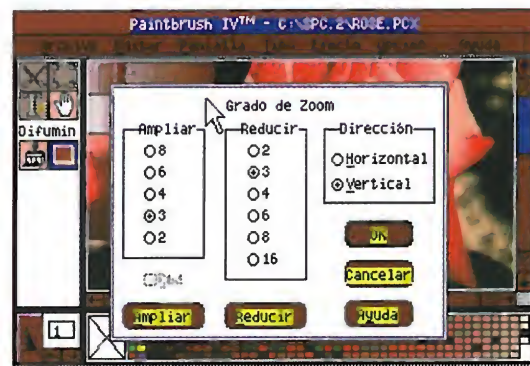 Paintbrush IV™ - C:\SPC.2\ROSE.PCX
Difumin
Grado de Zoom
Ampliar
8
6
4
3
2
Reducir
2
3
4
6
8
16
Dirección
Horizontal
Vertical
OK
Cancelar
Ampliar
Reducir
Ayuda